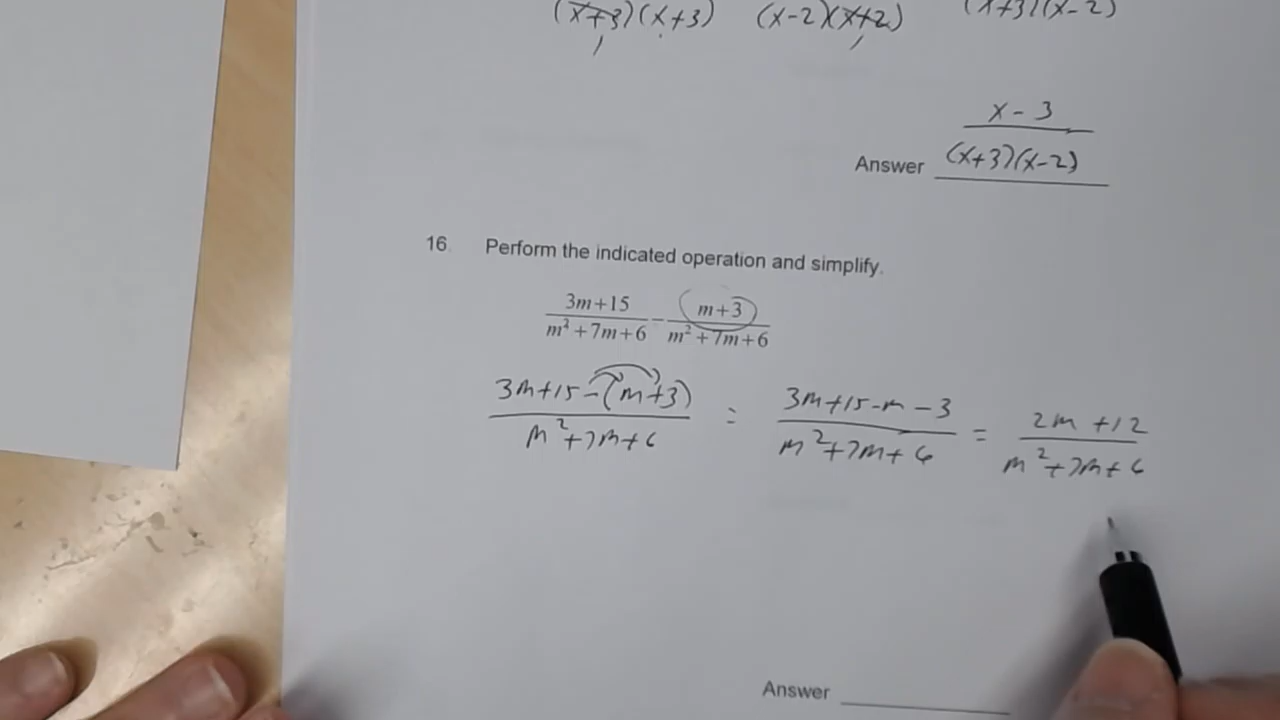 (x+3)(x+3) (x-2)(x+2) (x+3)(x-2)
x - 3
Answer (x+3)(x-2)
16. Perform the indicated operation and simplify.
3m+15 / m²+7m+6 − m+3 / m²+7m+6
3m+15-(m+3) / m²+7m+6 = 3m+15-m-3 / m²+7m+6 = 2m+12 / m²+7m+6
Answer